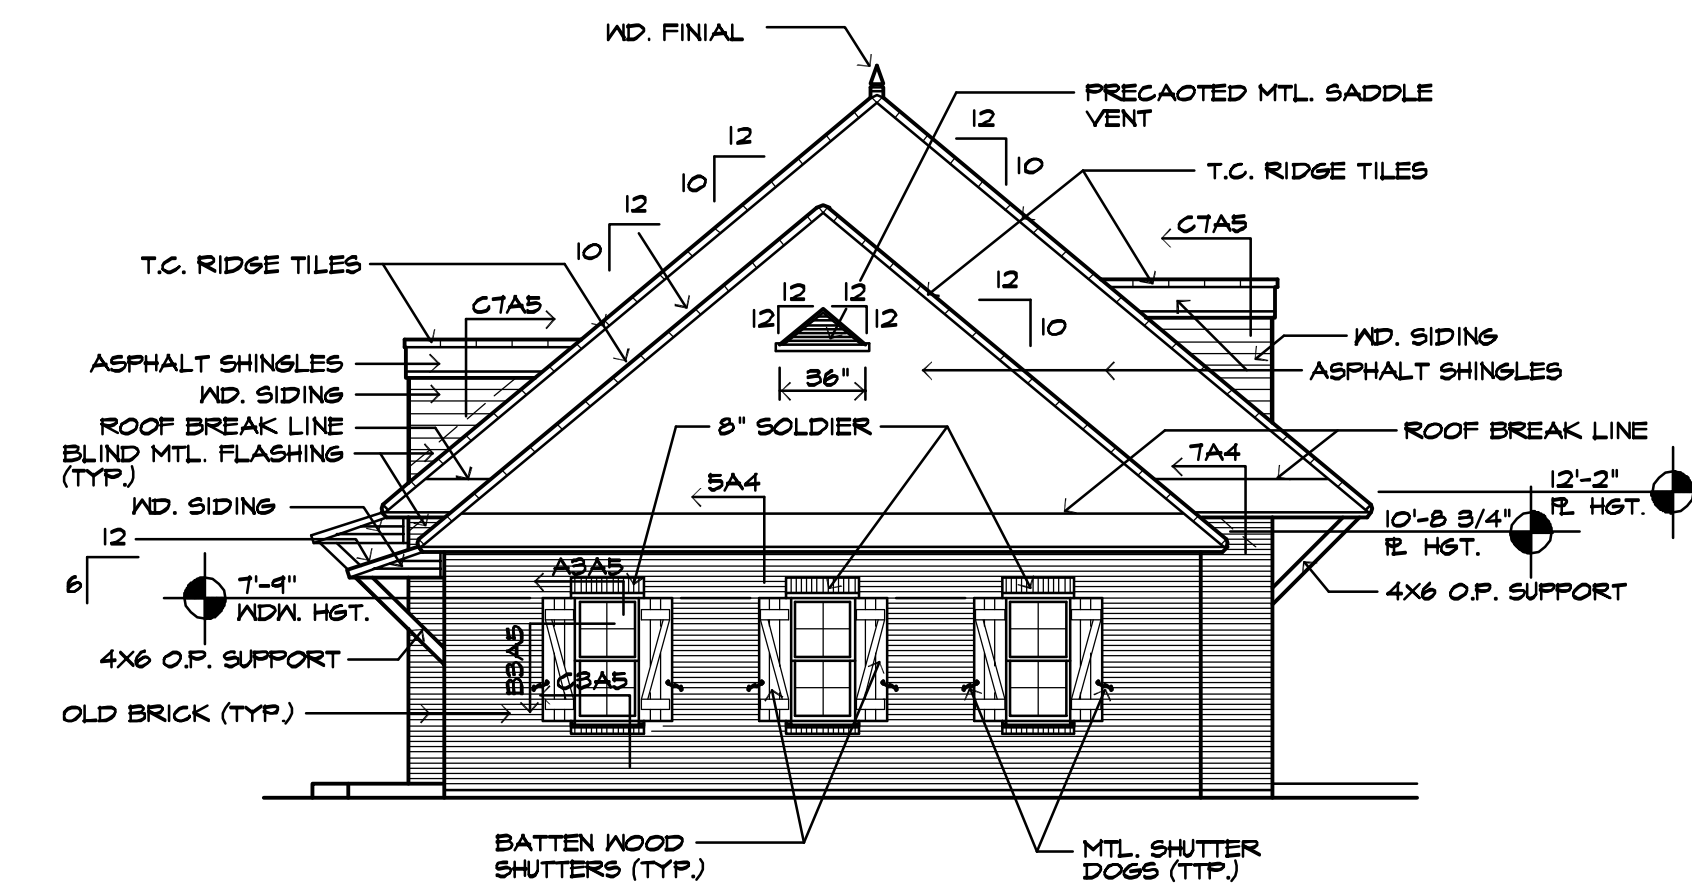 WD. FINIAL
PRECAOTED MTL. SADDLE
VENT
12
10
12
10
T.C. RIDGE TILES
12
10
C7A5
T.C. RIDGE TILES
C7A5
12
10
12
12
12
12
36"
ASPHALT SHINGLES
WD. SIDING
WD. SIDING
ASPHALT SHINGLES
ROOF BREAK LINE
BLIND MTL. FLASHING
(TYP.)
8" SOLDIER
ROOF BREAK LINE
5A4
7A4
12'-2"
PL HGT.
WD. SIDING
10'-8 3/4"
PL HGT.
12
6
7'-9"
WDW. HGT.
A3A5
4X6 O.P. SUPPORT
4X6 O.P. SUPPORT
B3A5
C3A5
OLD BRICK (TYP.)
BATTEN WOOD
SHUTTERS (TYP.)
MTL. SHUTTER
DOGS (TTP.)